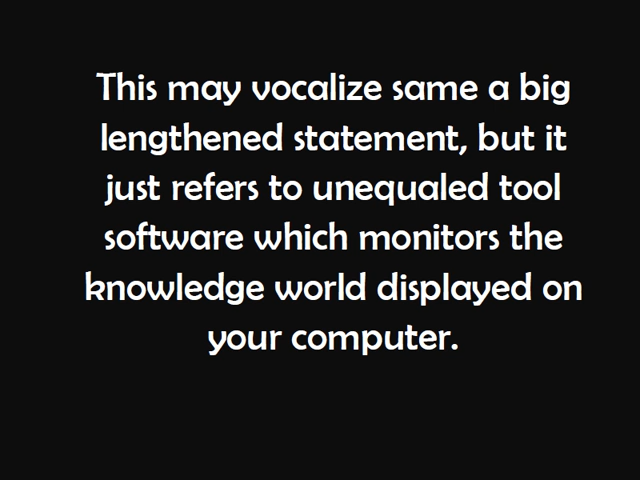 This may vocalize same a big
lengthened statement, but it
just refers to unequaled tool
software which monitors the
knowledge world displayed on
your computer.